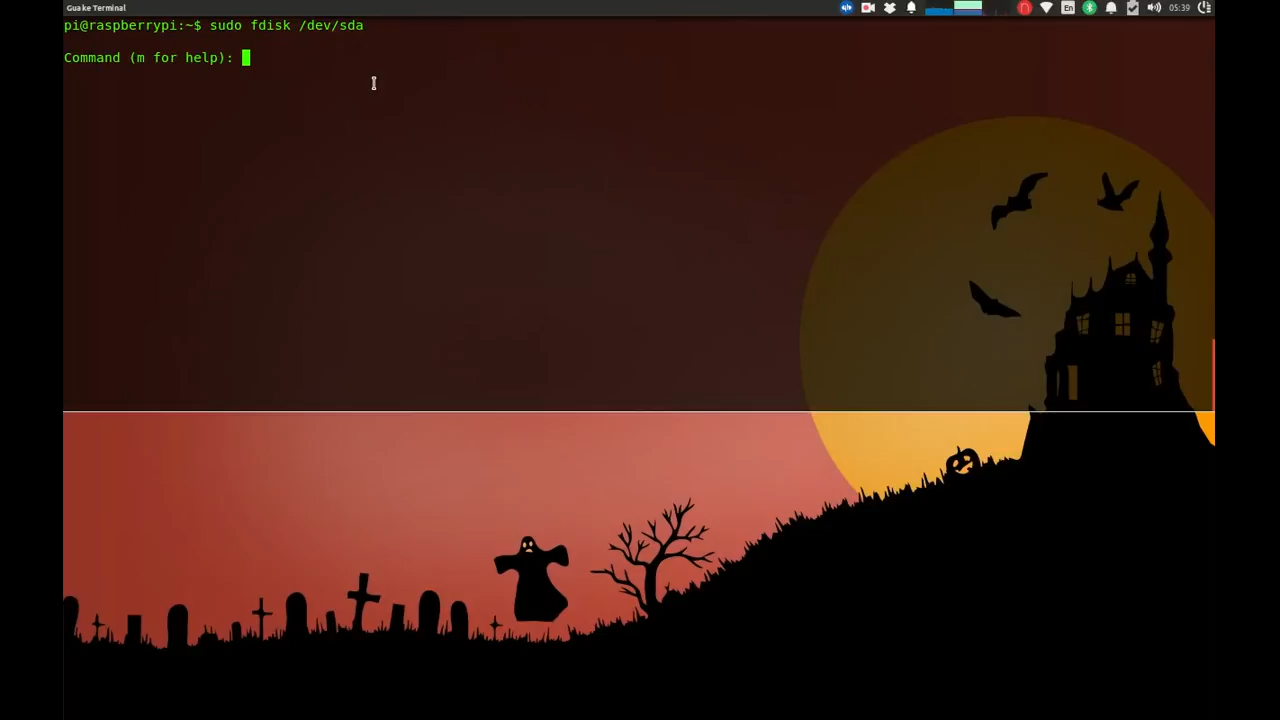 Guake Terminal
En
05:39
pi@raspberrypi:~$ sudo fdisk /dev/sda
Command (m for help):